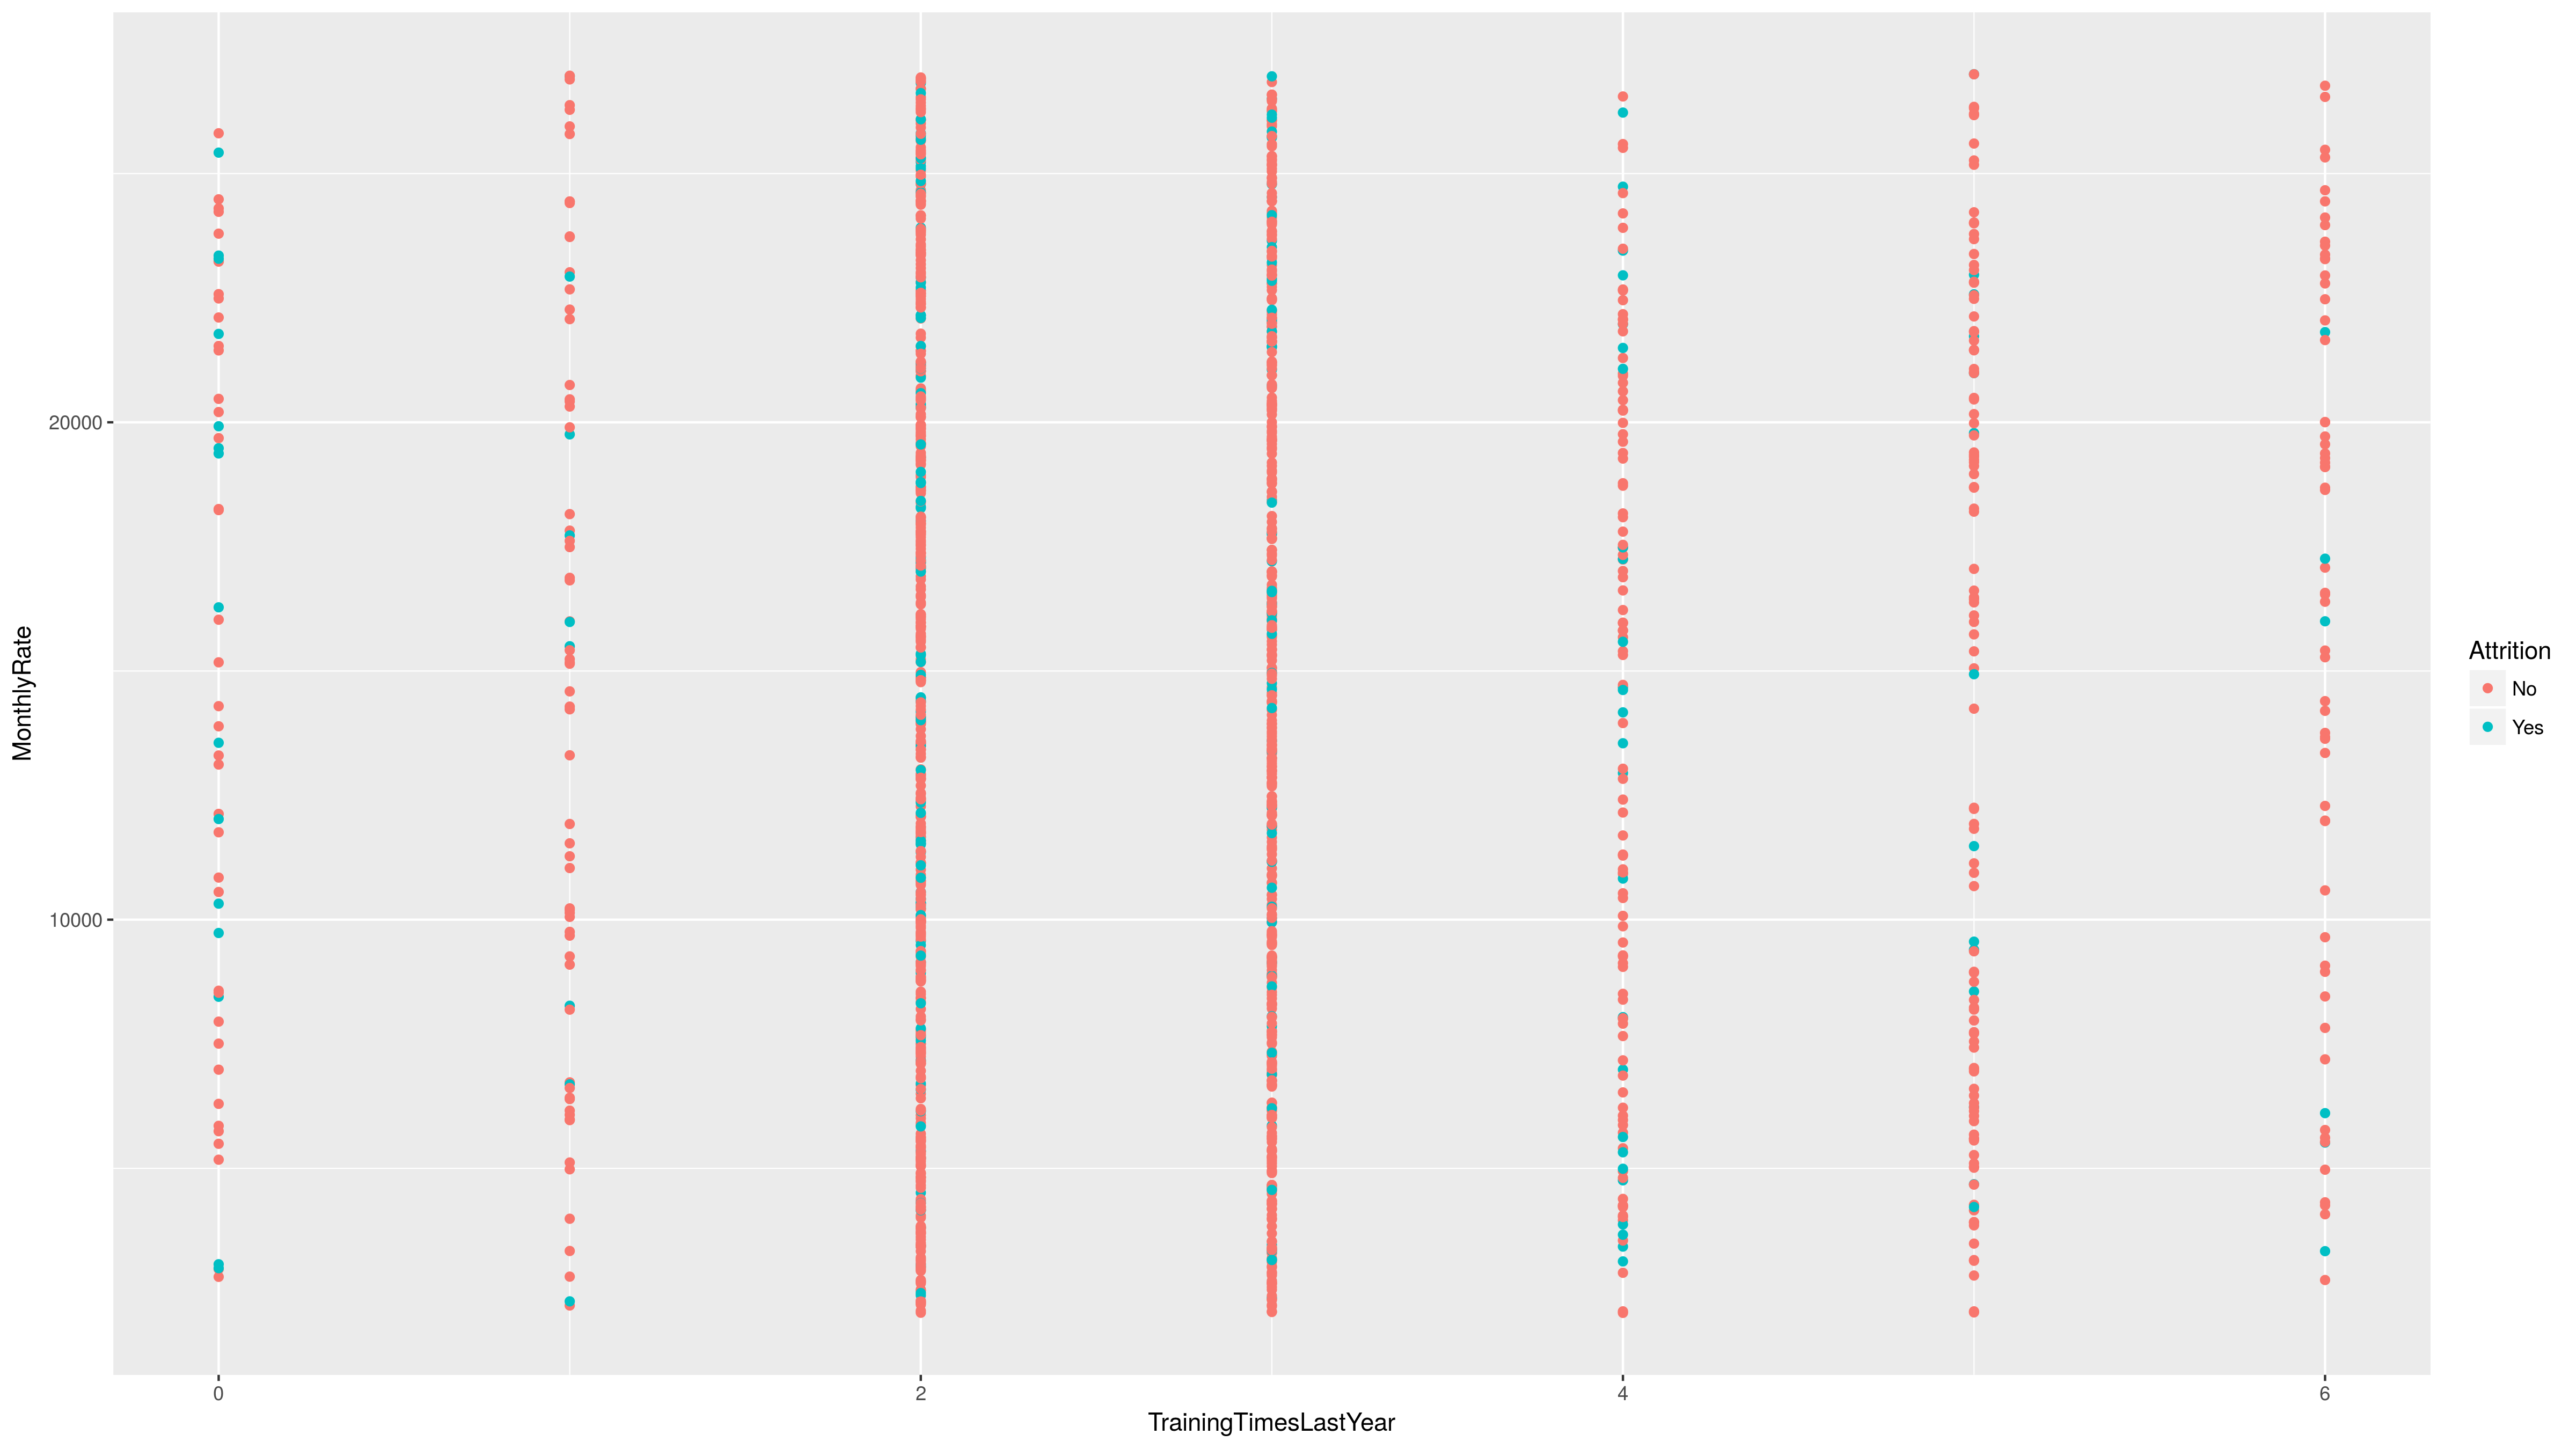 MonthlyRate
20000
10000
0
2
4
6
TrainingTimesLastYear
Attrition
No
Yes